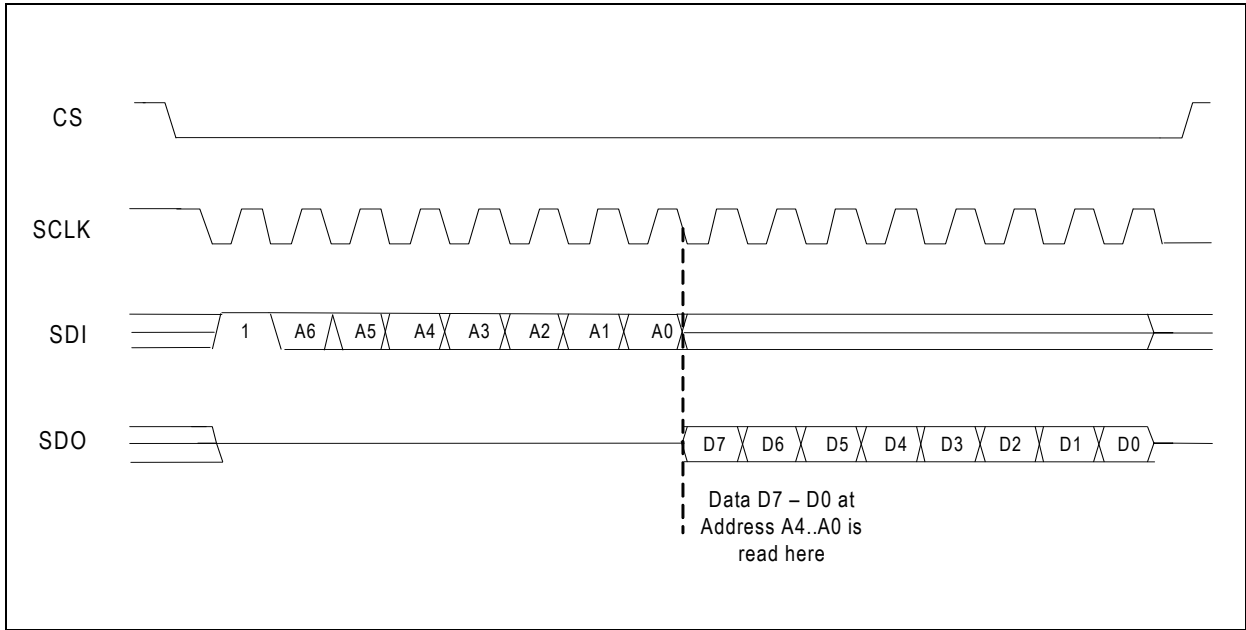 CS
SCLK
SDI
1 A6 A5 A4 A3 A2 A1 A0
SDO
D7 D6 D5 D4 D3 D2 D1 D0
Data D7 – D0 at
Address A4..A0 is
read here